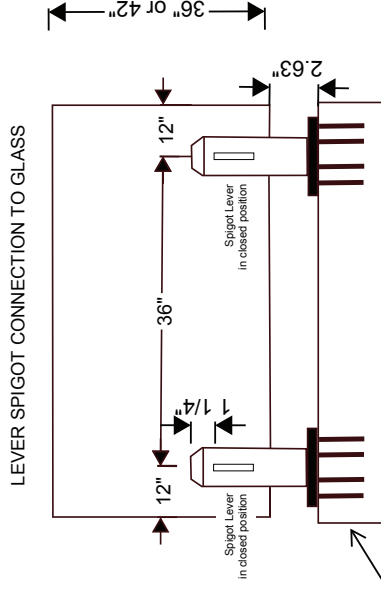 LEVER SPIGOT CONNECTION TO GLASS
36" or 42"
12"
36"
12"
1 1/4"
2.63"
Spigot Lever
in closed position
Spigot Lever
in closed position